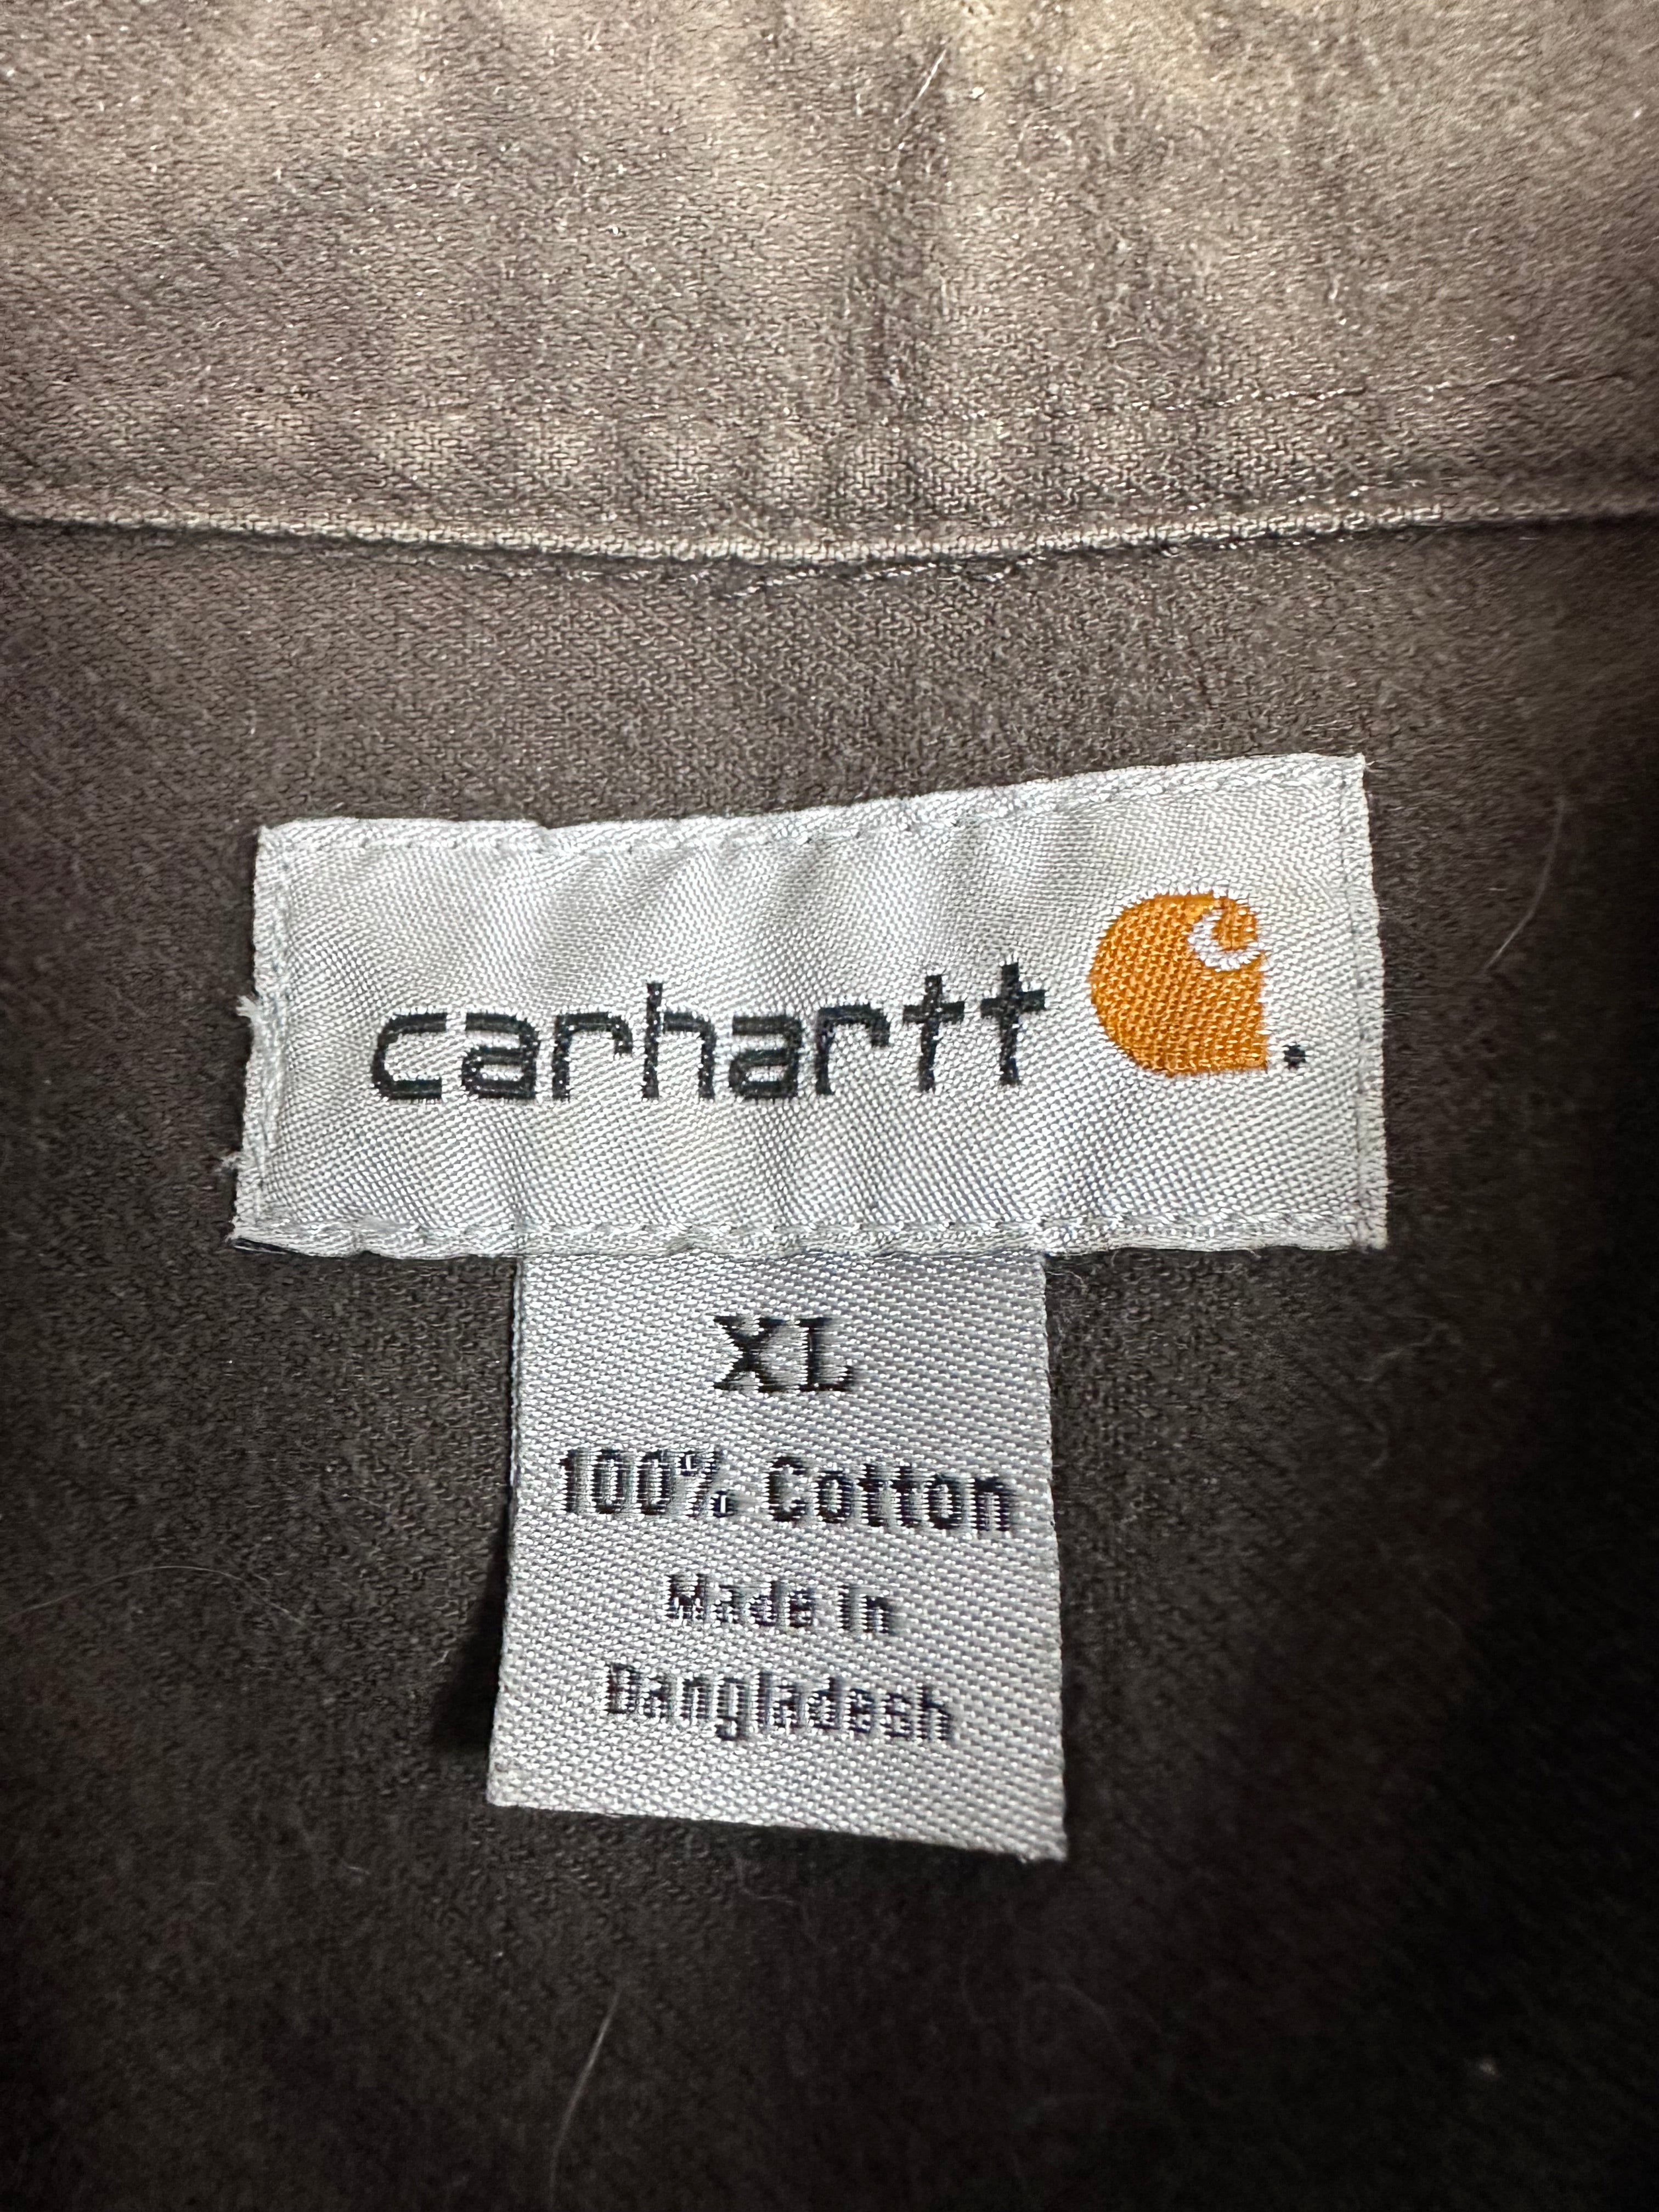 carhartt
XL
100% Cotton
Made in
Bangladesh